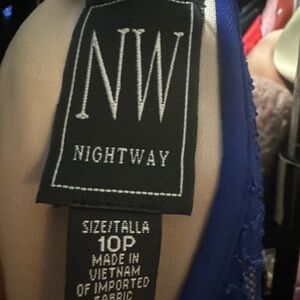 NW
NIGHTWAY
SIZE/TALLA
10P
MADE IN
VIETNAM
OF IMPORTED
FABRIC